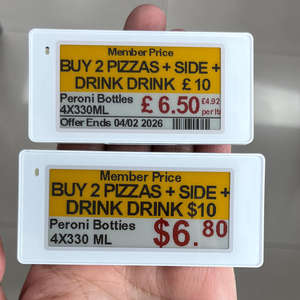 Member Price
BUY 2 PIZZAS + SIDE +
DRINK DRINK £ 10
Peroni Bottles
4X330ML
£ 6.50
£4.92
per lt
Offer Ends 04/02 2026
Member Price
BUY 2 PIZZAS + SIDE +
DRINK DRINK $10
Peroni Botties
4X330 ML
$6.80